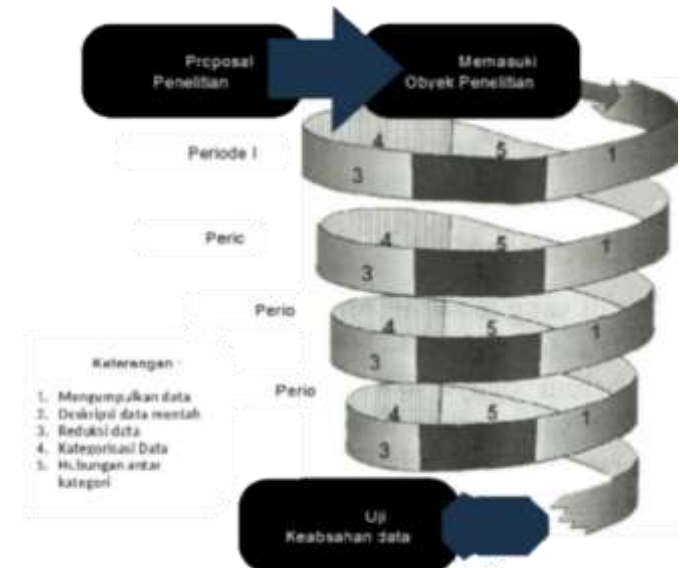 Proposal
Penelitian
Memasuki
Obyek Penelitian
Periode I
4
5
3
1
Peric
4
5
3
1
Perio
4
5
3
1
Perio
4
5
3
1
Keterangan :
1. Mengumpulkan data
2. Deskripsi data mentah
3. Reduksi data
4. Kategorisasi Data
5. Hubungan antar
kategori
Uji
Keabsahan data